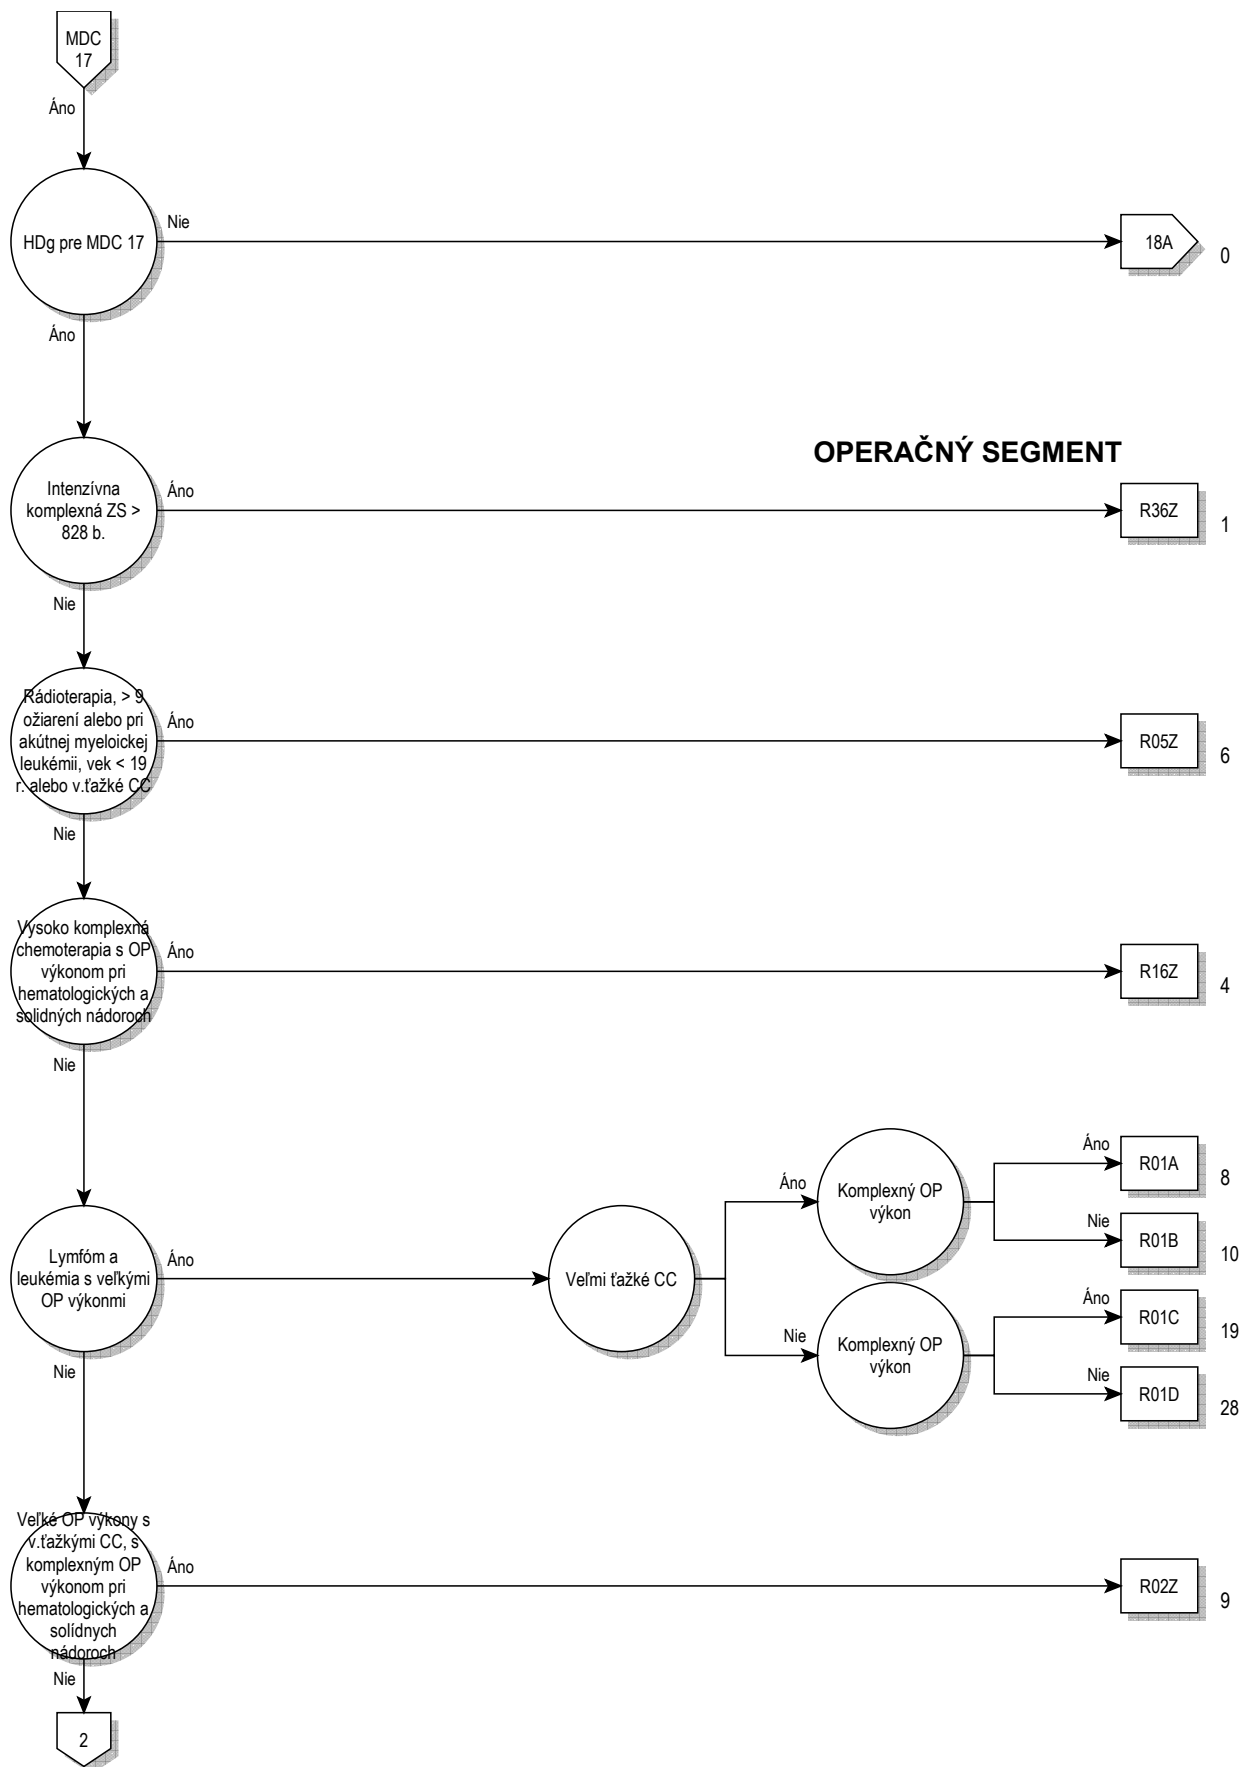 MDC
17
Áno
HDg pre MDC 17
Nie
18A
0
Áno
OPERAČNÝ SEGMENT
Intenzívna
komplexná ZS >
828 b.
Áno
R36Z
1
Nie
Rádioterapia, > 9
ožiarení alebo pri
akútnej myeloickej
leukémii, vek < 19
r. alebo v.ťažké CC
Áno
R05Z
6
Nie
Vysoko komplexná
chemoterapia s OP
výkonom pri
hematologických a
solidných nádoroch
Áno
R16Z
4
Nie
Lymfóm a
leukémia s veľkými
OP výkonmi
Áno
Veľmi ťažké CC
Áno
Komplexný OP
výkon
Áno
R01A
8
Nie
R01B
10
Nie
Komplexný OP
výkon
Áno
R01C
19
Nie
R01D
28
Nie
Veľké OP výkony s
v.ťažkými CC, s
komplexným OP
výkonom pri
hematologických a
solídnych
nádoroch
Áno
R02Z
9
Nie
2